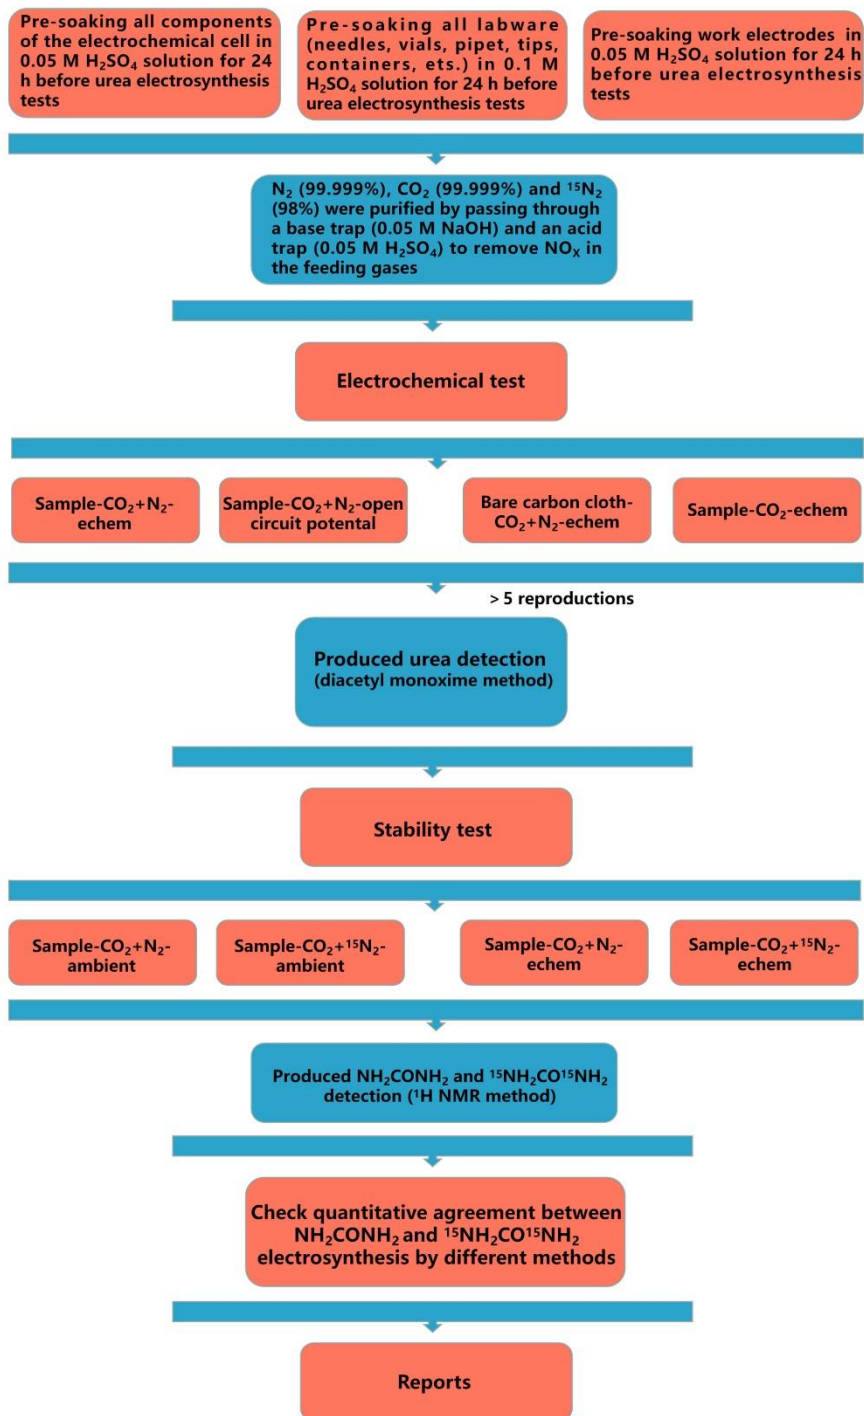 Pre-soaking all components
of the electrochemical cell in
0.05 M H₂SO₄ solution for 24
h before urea electrosynthesis
tests
Pre-soaking all labware
(needles, vials, pipet, tips,
containers, ets.) in 0.1 M
H₂SO₄ solution for 24 h before
urea electrosynthesis tests
Pre-soaking work electrodes in
0.05 M H₂SO₄ solution for 24 h
before urea electrosynthesis
tests
N₂ (99.999%), CO₂ (99.999%) and ¹⁵N₂
(98%) were purified by passing through
a base trap (0.05 M NaOH) and an acid
trap (0.05 M H₂SO₄) to remove NOₓ in
the feeding gases
Electrochemical test
Sample-CO₂+N₂-
echem
Sample-CO₂+N₂-open
circuit potental
Bare carbon cloth-
CO₂+N₂-echem
Sample-CO₂-echem
> 5 reproductions
Produced urea detection
(diacetyl monoxime method)
Stability test
Sample-CO₂+N₂-
ambient
Sample-CO₂+¹⁵N₂-
ambient
Sample-CO₂+N₂-
echem
Sample-CO₂+¹⁵N₂-
echem
Produced NH₂CONH₂ and ¹⁵NH₂CO¹⁵NH₂
detection (¹H NMR method)
Check quantitative agreement between
NH₂CONH₂ and ¹⁵NH₂CO¹⁵NH₂
electrosynthesis by different methods
Reports